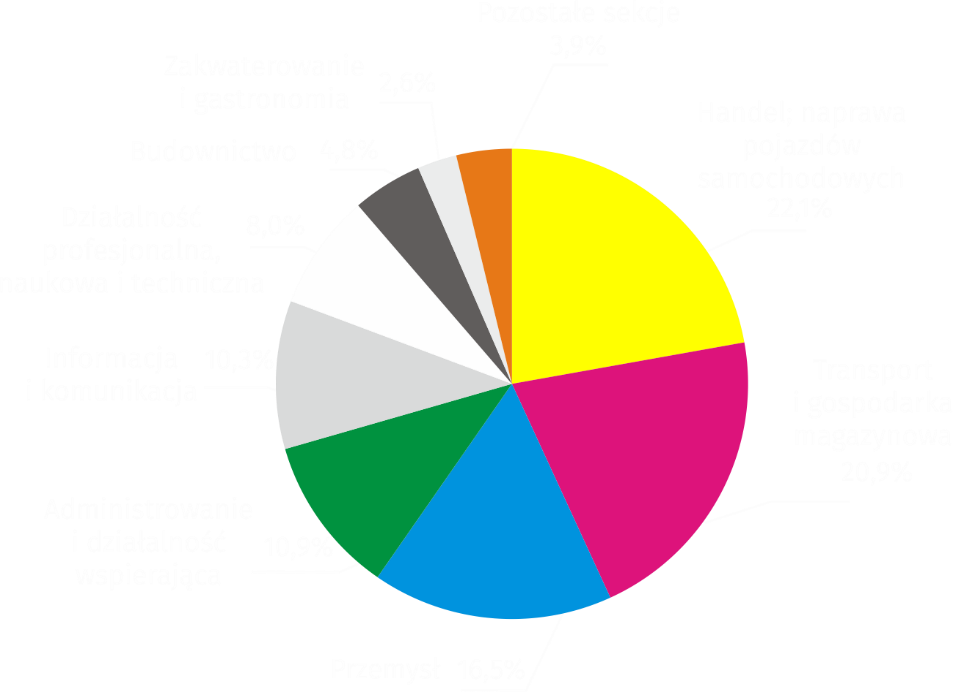 Pozostałe sekcje
3,8%
Handel; naprawa
pojazdów
samochodowych
22,1%
Transport
i gospodarka
magazynowa
20,9%
Przemysł 16,5%
Administrowanie
i działalność 10,9%
wspierająca
Informacja 10,3%
i komunikacja
Działalność 8,0%
profesjonalna,
naukowa i techniczna
Budownictwo 4,8%
Zakwaterowanie 2,6%
i gastronomia